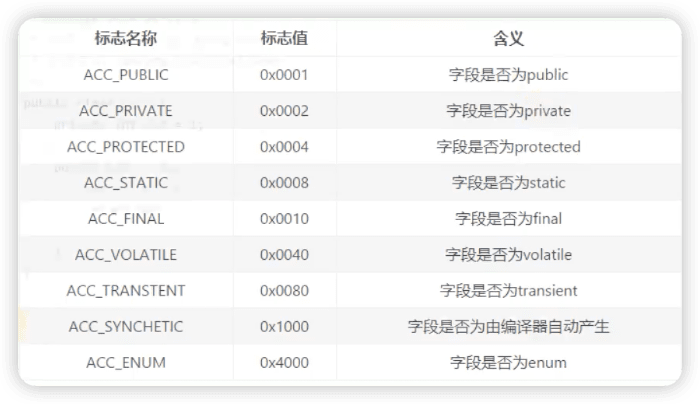 标志名称 标志值 含义
ACC_PUBLIC 0x0001 字段是否为public
ACC_PRIVATE 0x0002 字段是否为private
ACC_PROTECTED 0x0004 字段是否为protected
ACC_STATIC 0x0008 字段是否为static
ACC_FINAL 0x0010 字段是否为final
ACC_VOLATILE 0x0040 字段是否为volatile
ACC_TRANSTENT 0x0080 字段是否为transient
ACC_SYNCHETIC 0x1000 字段是否为由编译器自动产生
ACC_ENUM 0x4000 字段是否为enum